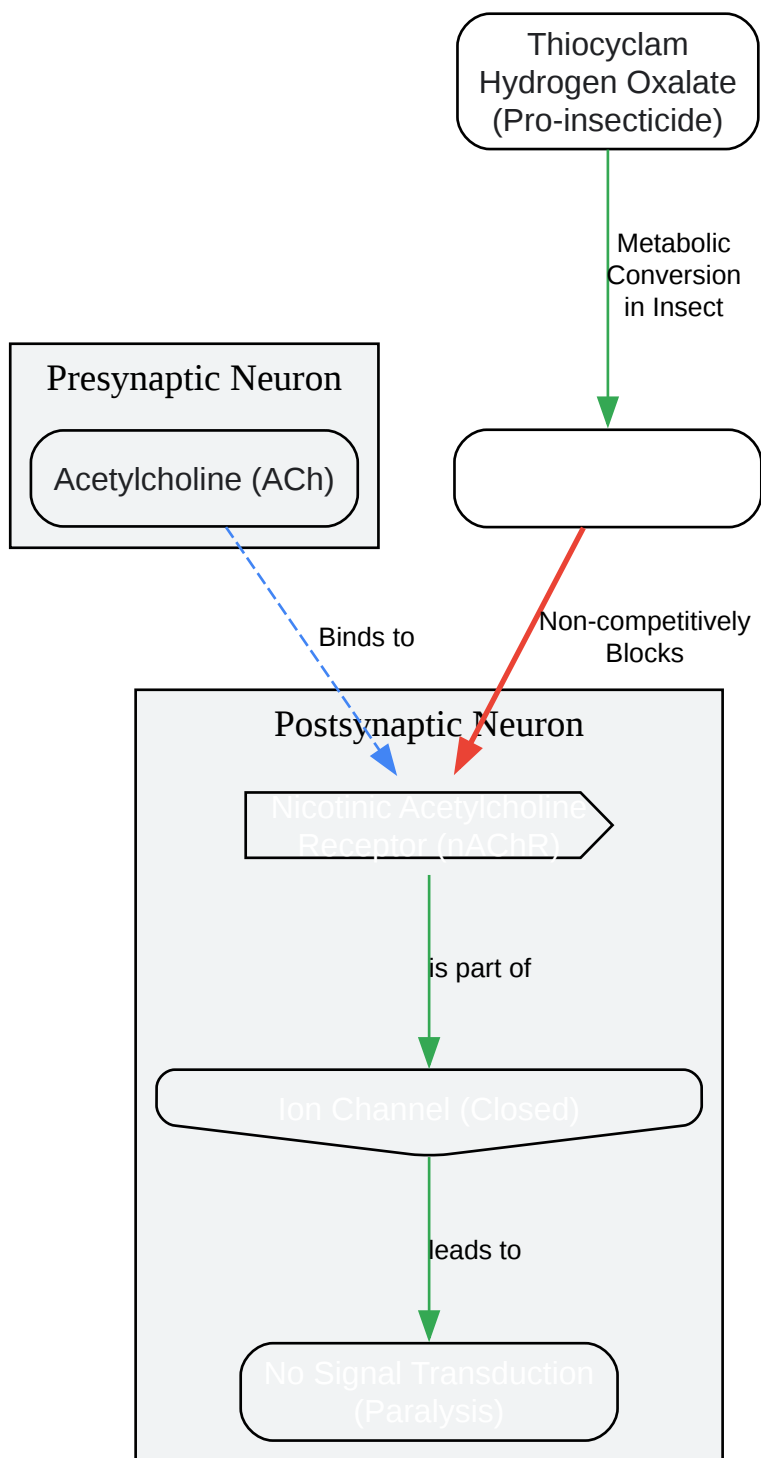 Thiocyclam
Hydrogen Oxalate
(Pro-insecticide)
Metabolic
Conversion
in Insect
Presynaptic Neuron
Acetylcholine (ACh)
Binds to
Non-competitively
Blocks
Postsynaptic Neuron
Nicotinic Acetylcholine
Receptor (nAChR)
is part of
Ion Channel (Closed)
leads to
No Signal Transduction
(Paralysis)